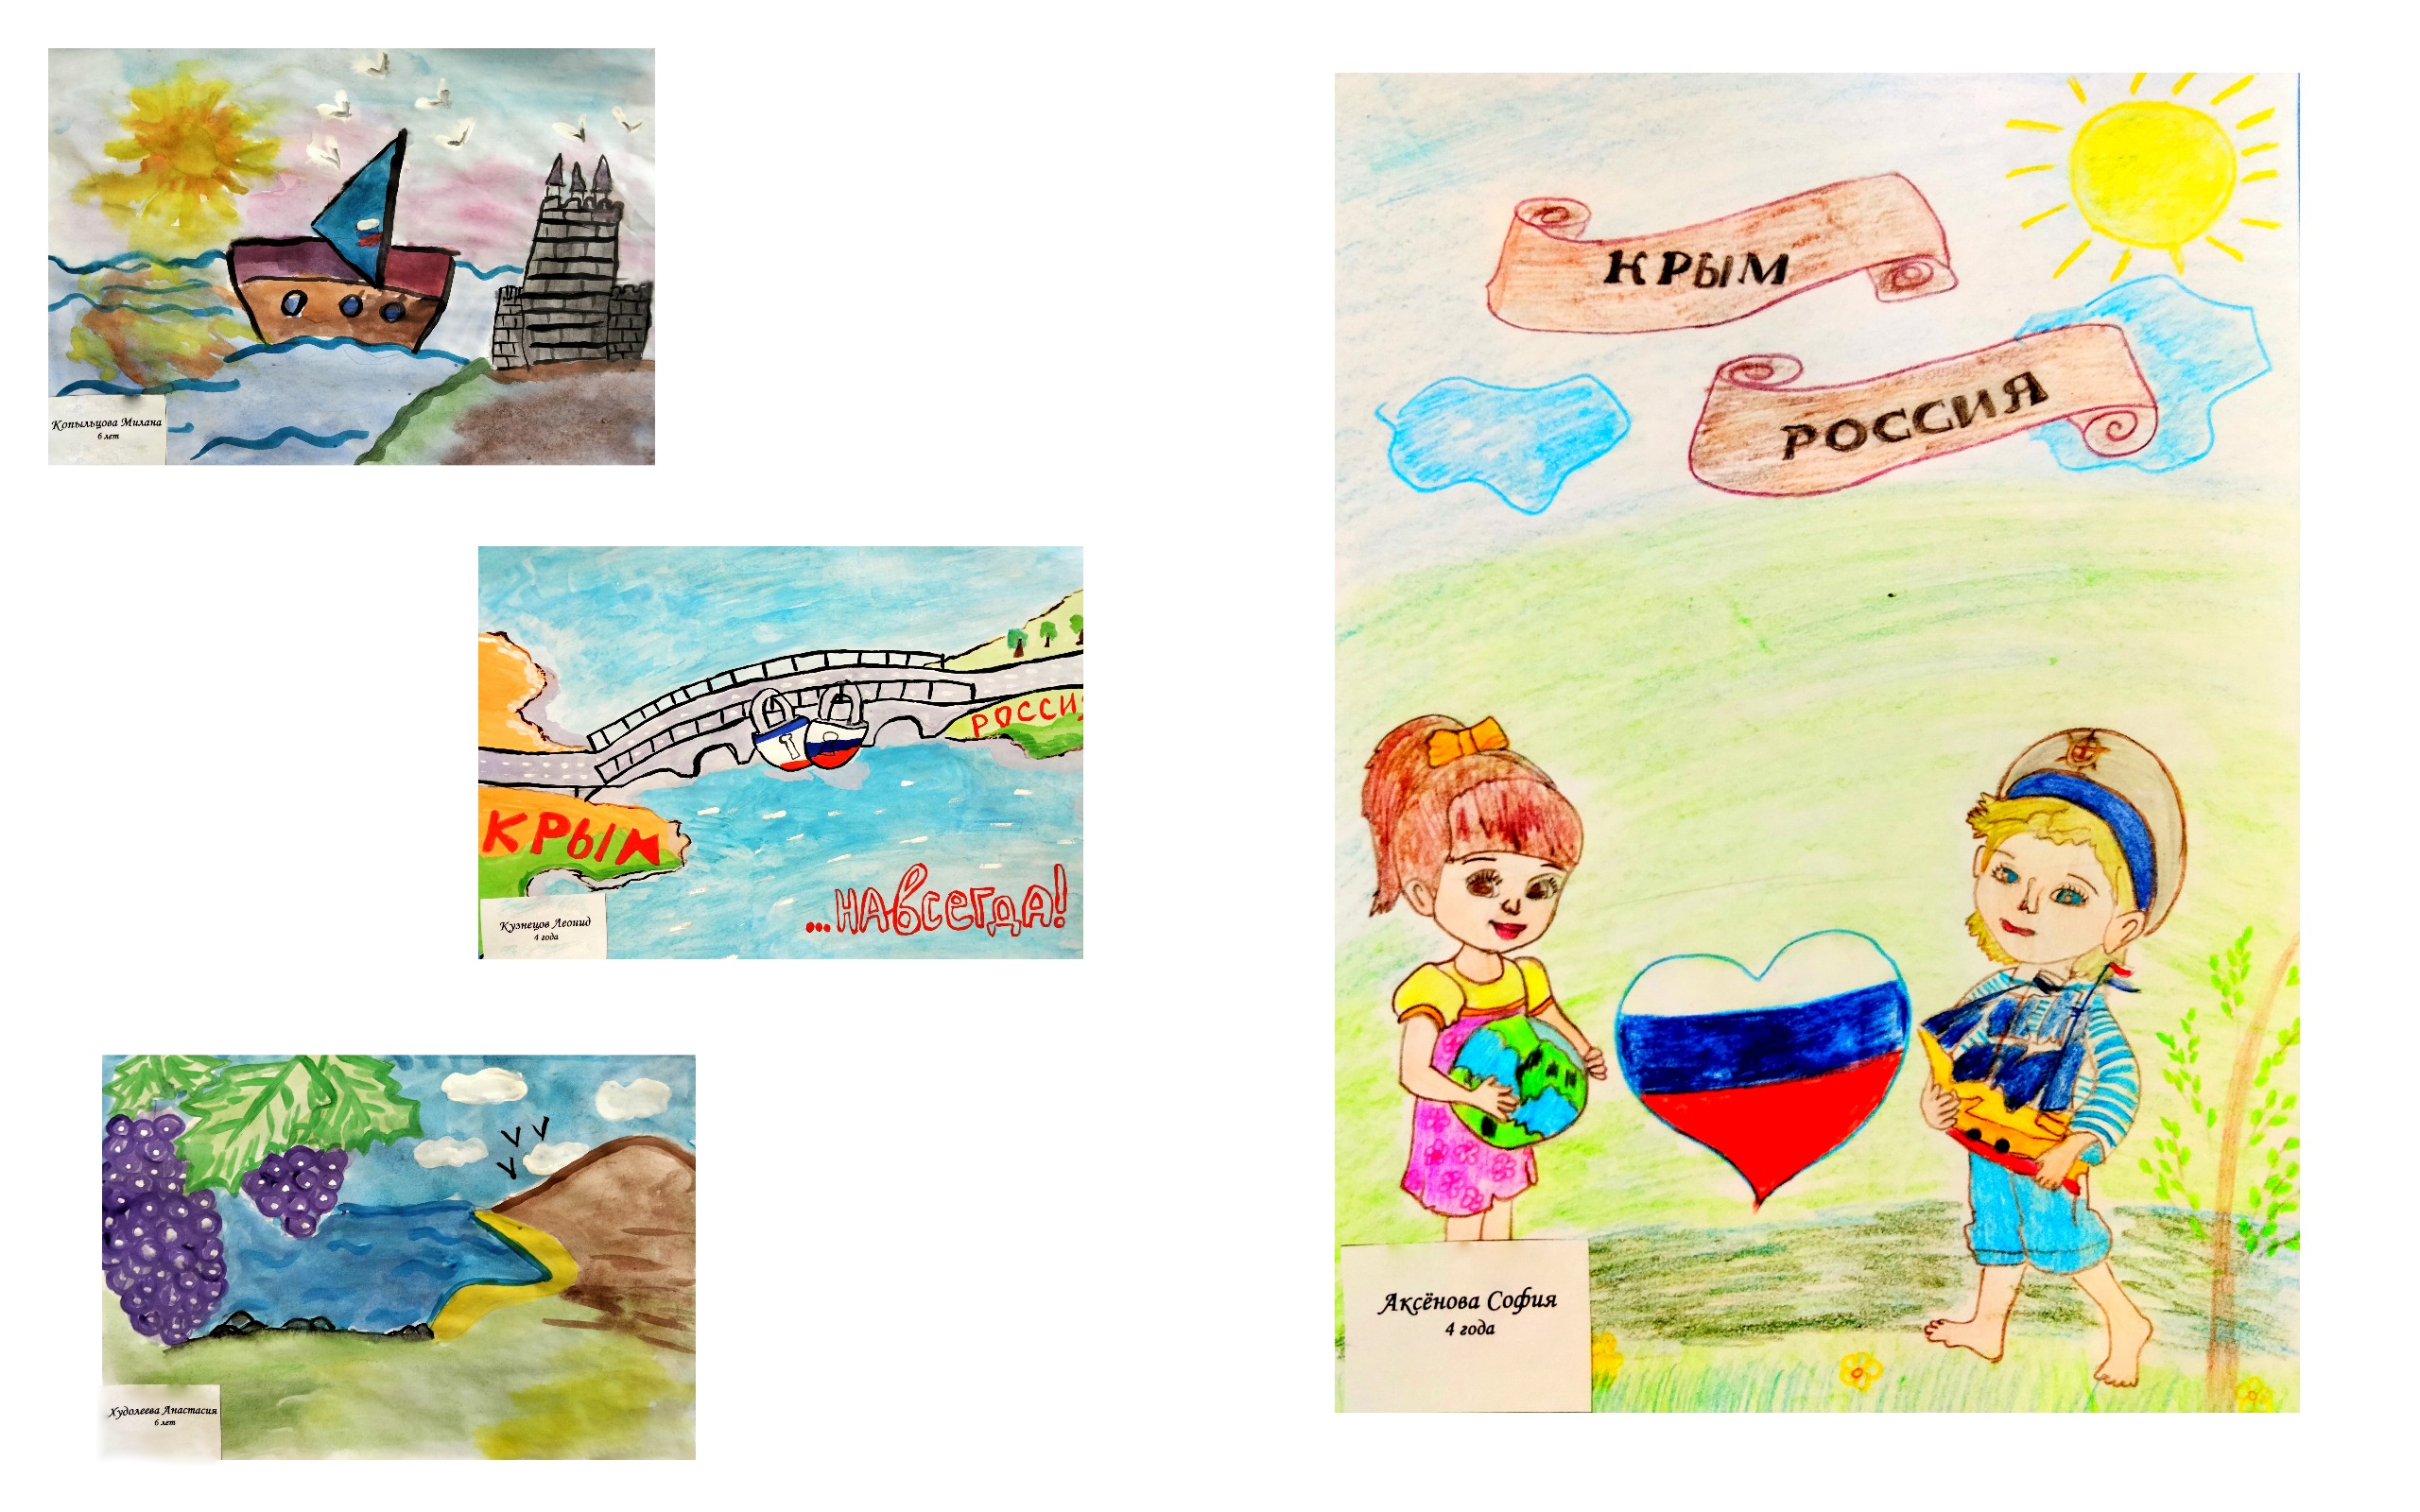 Копыльцова Милана
6 лет
КРЫМ
РОССИЯ
РОССИЯ
КРЫМ
...НАВСЕГДА!
Кузнецов Леонид
4 года
Худолеева Анастасия
6 лет
Аксёнова София
4 года